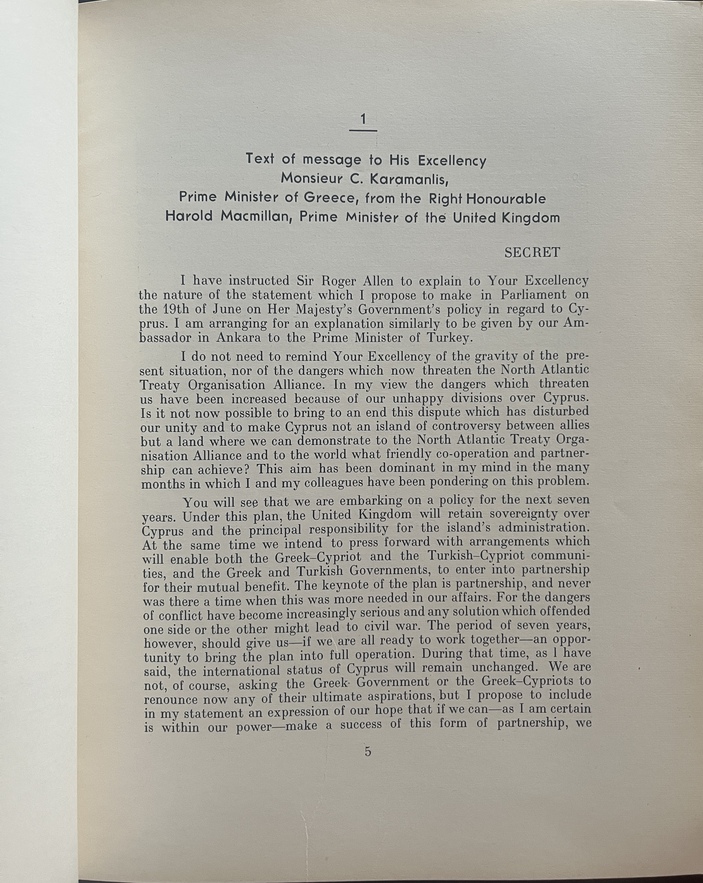 1
Text of message to His Excellency
Monsieur C. Karamanlis,
Prime Minister of Greece, from the Right Honourable
Harold Macmillan, Prime Minister of the United Kingdom
SECRET
I have instructed Sir Roger Allen to explain to Your Excellency
the nature of the statement which I propose to make in Parliament on
the 19th of June on Her Majesty's Government's policy in regard to Cy-
prus. I am arranging for an explanation similarly to be given by our Am-
bassador in Ankara to the Prime Minister of Turkey.
I do not need to remind Your Excellency of the gravity of the pre-
sent situation, nor of the dangers which now threaten the North Atlantic
Treaty Organisation Alliance. In my view the dangers which threaten
us have been increased because of our unhappy divisions over Cyprus.
Is it not now possible to bring to an end this dispute which has disturbed
our unity and to make Cyprus not an island of controversy between allies
but a land where we can demonstrate to the North Atlantic Treaty Orga-
nisation Alliance and to the world what friendly co-operation and partner-
ship can achieve? This aim has been dominant in my mind in the many
months in which I and my colleagues have been pondering on this problem.
You will see that we are embarking on a policy for the next seven
years. Under this plan, the United Kingdom will retain sovereignty over
Cyprus and the principal responsibility for the island's administration.
At the same time we intend to press forward with arrangements which
will enable both the Greek–Cypriot and the Turkish–Cypriot communi-
ties, and the Greek and Turkish Governments, to enter into partnership
for their mutual benefit. The keynote of the plan is partnership, and never
was there a time when this was more needed in our affairs. For the dangers
of conflict have become increasingly serious and any solution which offended
one side or the other might lead to civil war. The period of seven years,
however, should give us—if we are all ready to work together—an oppor-
tunity to bring the plan into full operation. During that time, as I have
said, the international status of Cyprus will remain unchanged. We are
not, of course, asking the Greek Government or the Greek–Cypriots to
renounce now any of their ultimate aspirations, but I propose to include
in my statement an expression of our hope that if we can—as I am certain
is within our power—make a success of this form of partnership, we
5